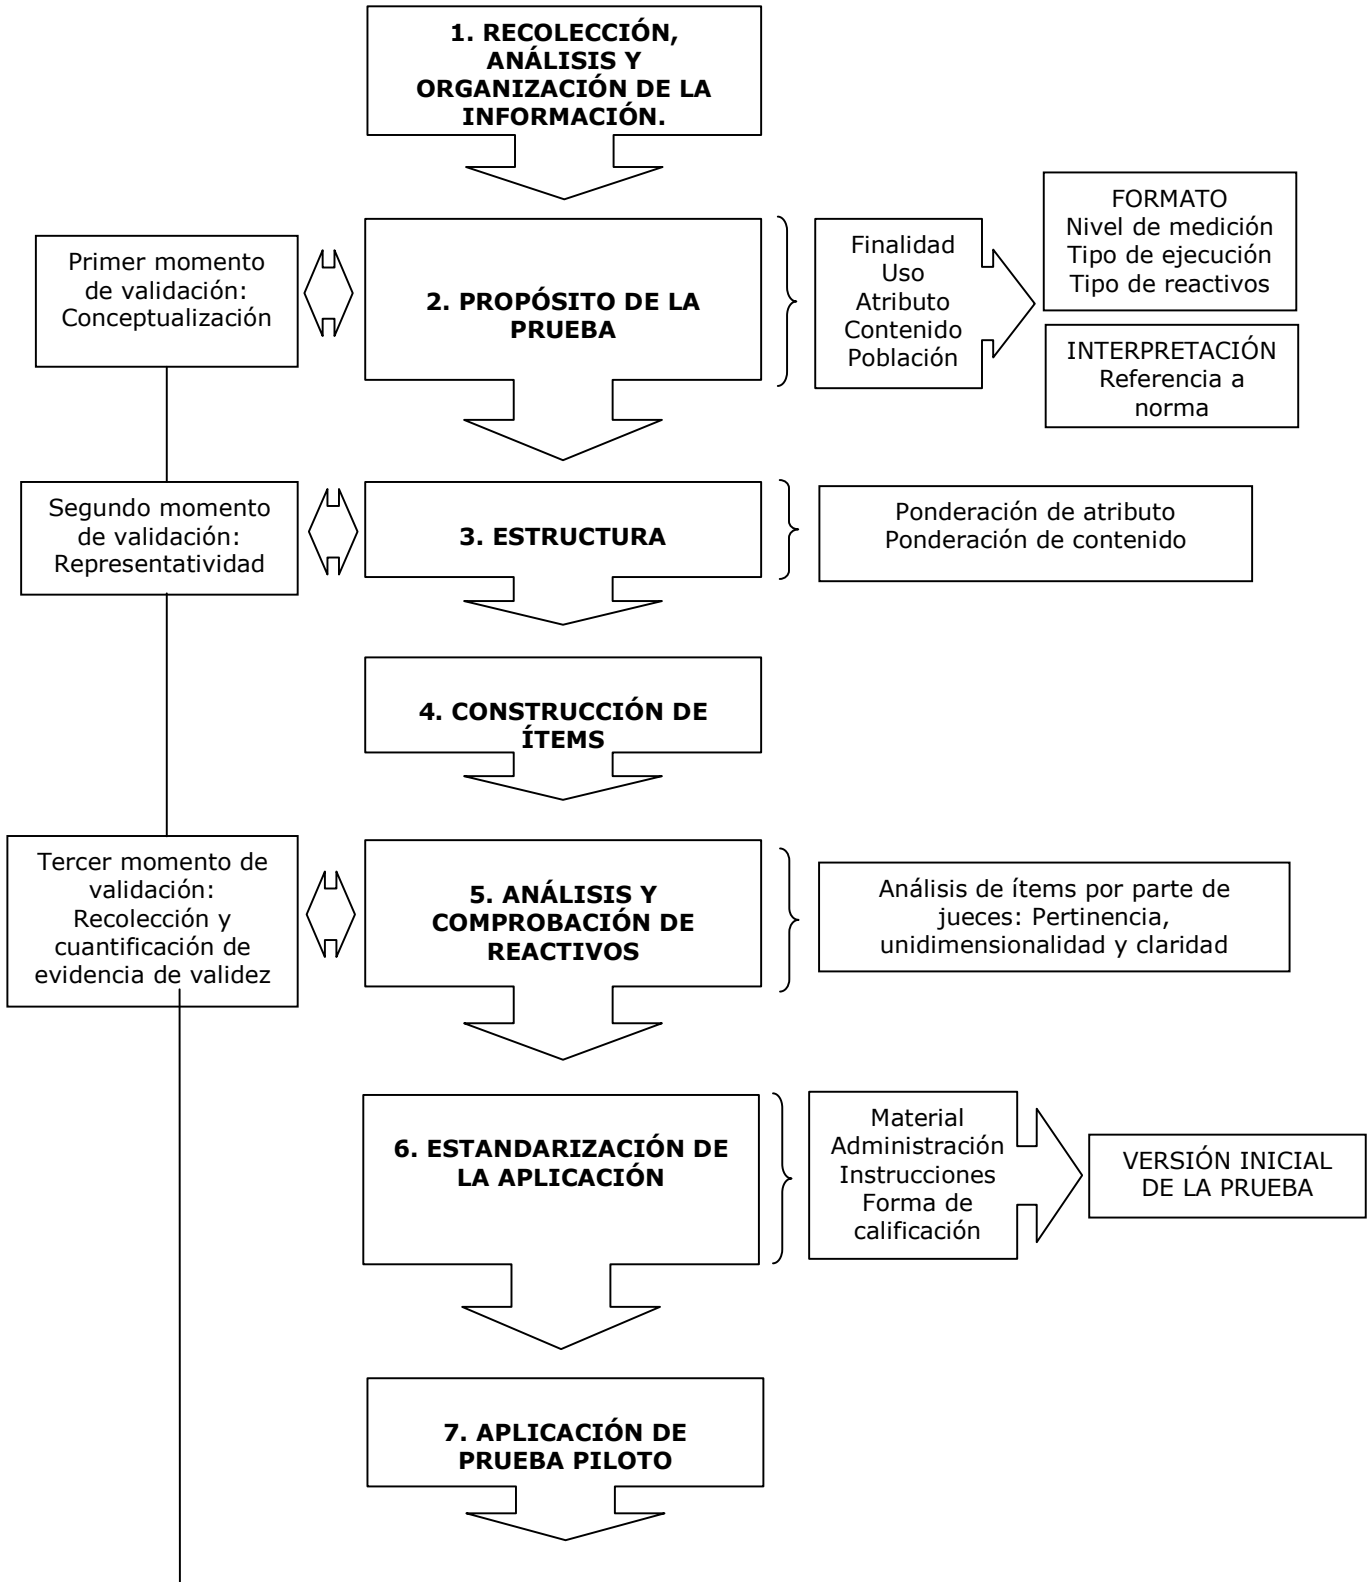 1. RECOLECCIÓN,
ANÁLISIS Y
ORGANIZACIÓN DE LA
INFORMACIÓN.
Primer momento
de validación:
Conceptualización
2. PROPÓSITO DE LA
PRUEBA
Finalidad
Uso
Atributo
Contenido
Población
FORMATO
Nivel de medición
Tipo de ejecución
Tipo de reactivos
INTERPRETACIÓN
Referencia a
norma
Segundo momento
de validación:
Representatividad
3. ESTRUCTURA
Ponderación de atributo
Ponderación de contenido
4. CONSTRUCCIÓN DE
ÍTEMS
Tercer momento de
validación:
Recolección y
cuantificación de
evidencia de validez
5. ANÁLISIS Y
COMPROBACIÓN DE
REACTIVOS
Análisis de ítems por parte de
jueces: Pertinencia,
unidimensionalidad y claridad
6. ESTANDARIZACIÓN DE
LA APLICACIÓN
Material
Administración
Instrucciones
Forma de
calificación
VERSIÓN INICIAL
DE LA PRUEBA
7. APLICACIÓN DE
PRUEBA PILOTO